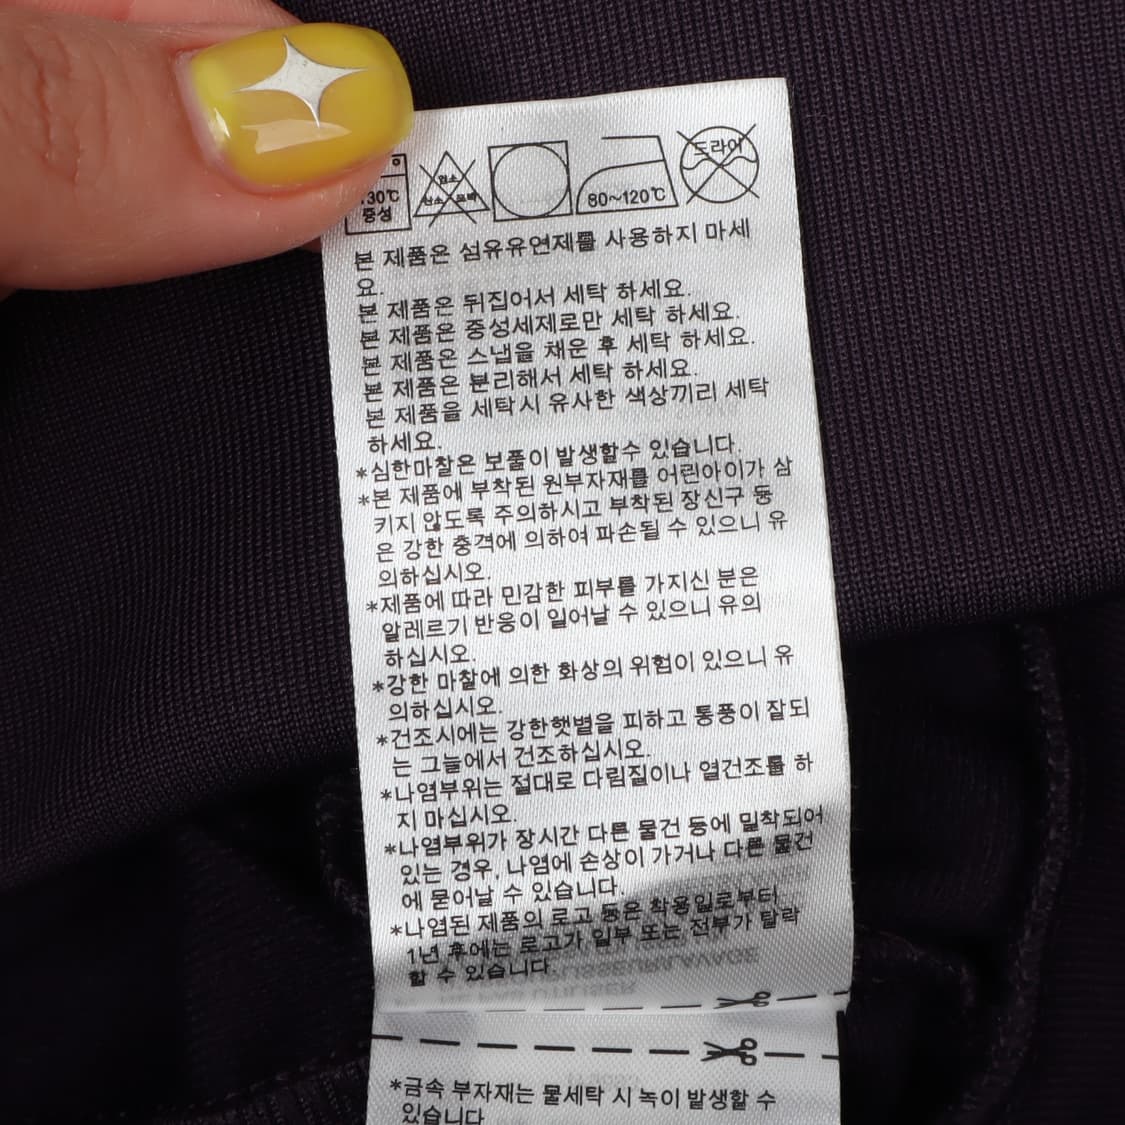 30℃
중성
염소
산소 표백
80~120℃
드라이
본 제품은 섬유유연제를 사용하지 마세
요.
본 제품은 뒤집어서 세탁 하세요.
본 제품은 중성세제로만 세탁 하세요.
본 제품은 스냅을 채운 후 세탁 하세요.
본 제품은 분리해서 세탁 하세요.
본 제품을 세탁시 유사한 색상끼리 세탁
하세요.
*심한마찰은 보풀이 발생할수 있습니다.
*본 제품에 부착된 원부자재를 어린아이가 삼
키지 않도록 주의하시고 부착된 장신구 등
은 강한 충격에 의하여 파손될 수 있으니 유
의하십시오.
*제품에 따라 민감한 피부를 가지신 분은
알레르기 반응이 일어날 수 있으니 유의
하십시오.
*강한 마찰에 의한 화상의 위험이 있으니 유
의하십시오.
*건조시에는 강한햇볕을 피하고 통풍이 잘되
는 그늘에서 건조하십시오.
*나염부위는 절대로 다림질이나 열건조를 하
지 마십시오.
*나염부위가 장시간 다른 물건 등에 밀착되어
있는 경우, 나염에 손상이 가거나 다른 물건
에 묻어날 수 있습니다.
*나염된 제품의 로고 등은 착용일로부터
1년 후에는 로고가 일부 또는 전부가 탈락
할 수 있습니다
*금속 부자재는 물세탁 시 녹이 발생할 수
있습니다